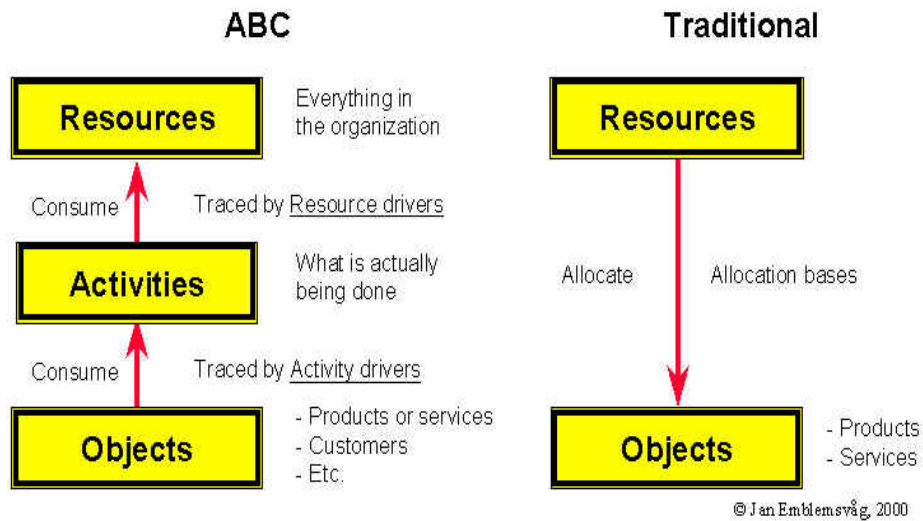 ABC
Resources
Everything in
the organization
Consume
Traced by Resource drivers
Activities
What is actually
being done
Consume
Traced by Activity drivers
Objects
- Products or services
- Customers
- Etc.
Traditional
Resources
Allocate
Allocation bases
Objects
- Products
- Services
© Jan Emblemsvåg, 2000